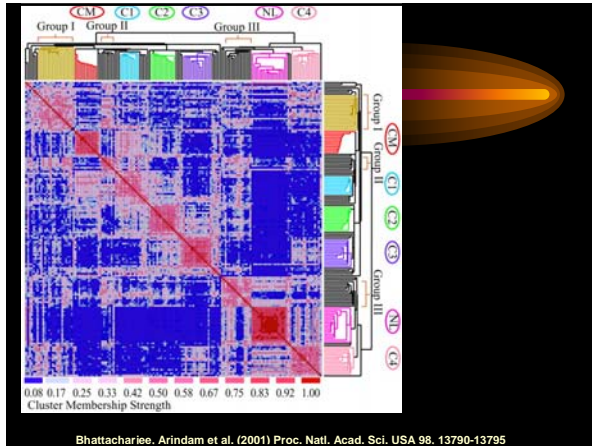 CM C1 C2 C3 NL C4
Group I Group II Group III
Group I
CM
Group II
C1
C2
C3
Group III
NL
C4
0.08 0.17 0.25 0.33 0.42 0.50 0.58 0.67 0.75 0.83 0.92 1.00
Cluster Membership Strength
Bhattacharjee, Arindam et al. (2001) Proc. Natl. Acad. Sci. USA 98, 13790-13795